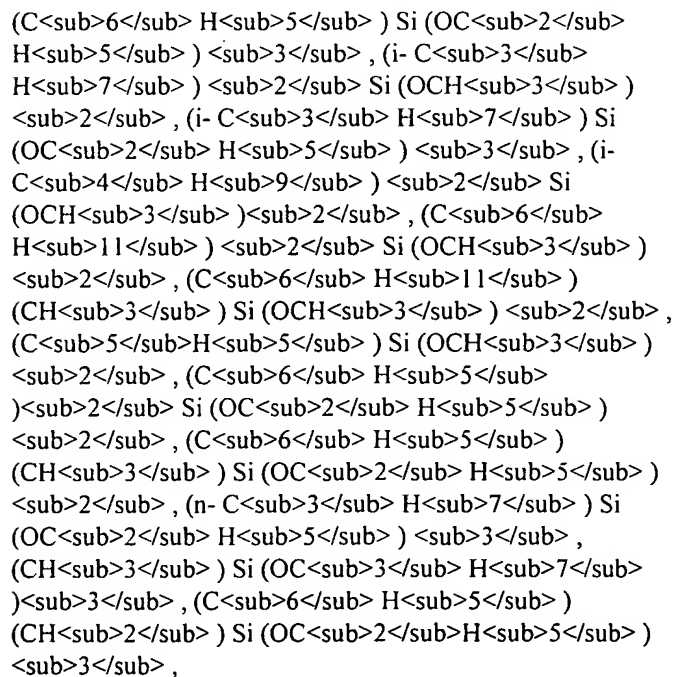 (C<sub>6</sub> H<sub>5</sub> ) Si (OC<sub>2</sub>
H<sub>5</sub> ) <sub>3</sub> , (i- C<sub>3</sub>
H<sub>7</sub> ) <sub>2</sub> Si (OCH<sub>3</sub> )
<sub>2</sub> , (i- C<sub>3</sub> H<sub>7</sub> ) Si
(OC<sub>2</sub> H<sub>5</sub> ) <sub>3</sub> , (i-
C<sub>4</sub> H<sub>9</sub> ) <sub>2</sub> Si
(OCH<sub>3</sub> )<sub>2</sub> , (C<sub>6</sub>
H<sub>11</sub> ) <sub>2</sub> Si (OCH<sub>3</sub> )
<sub>2</sub> , (C<sub>6</sub> H<sub>11</sub> )
(CH<sub>3</sub> ) Si (OCH<sub>3</sub> ) <sub>2</sub> ,
(C<sub>5</sub>H<sub>5</sub> ) Si (OCH<sub>3</sub> )
<sub>2</sub> , (C<sub>6</sub> H<sub>5</sub>
)<sub>2</sub> Si (OC<sub>2</sub> H<sub>5</sub> )
<sub>2</sub> , (C<sub>6</sub> H<sub>5</sub> )
(CH<sub>3</sub> ) Si (OC<sub>2</sub> H<sub>5</sub> )
<sub>2</sub> , (n- C<sub>3</sub> H<sub>7</sub> ) Si
(OC<sub>2</sub> H<sub>5</sub> ) <sub>3</sub> ,
(CH<sub>3</sub> ) Si (OC<sub>3</sub> H<sub>7</sub>
)<sub>3</sub> , (C<sub>6</sub> H<sub>5</sub> )
(CH<sub>2</sub> ) Si (OC<sub>2</sub>H<sub>5</sub> )
<sub>3</sub> ,